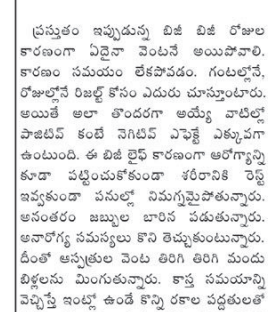 ప్రస్తుతం ఇప్పుడున్న బిజీ బిజీ రోజుల
కారణంగా ఏదైనా వెంటనే అయిపోవాలి.
కారణం సమయం లేకపోవడం. గంటల్లోనే,
రోజుల్లోనే రిజల్ట్ కోసం ఎదురు చూస్తూంటారు.
అయితే అలా తొందరగా అయ్యే వాటిల్లో
పాజిటివ్ కంటే నెగిటివ్ ఎఫెక్టే ఎక్కువగా
ఉంటుంది. ఈ బిజీ లైఫ్ కారణంగా ఆరోగ్యాన్ని
కూడా పట్టించుకోకుండా శరీరానికి రెస్ట్
ఇవ్వకుండా పనుల్లో నిమగ్నమైపోతున్నారు.
అనంతరం జబ్బుల బారిన పడుతున్నారు.
అనారోగ్య సమస్యలు కొని తెచ్చుకుంటున్నారు.
దీంతో ఆస్పత్రుల వెంట తిరిగి తిరిగి మందు
బిళ్లలను మింగుతున్నారు. కాస్త సమయాన్ని
వెచ్చిస్తే ఇంట్లో ఉండే కొన్ని రకాల పద్దతులతో